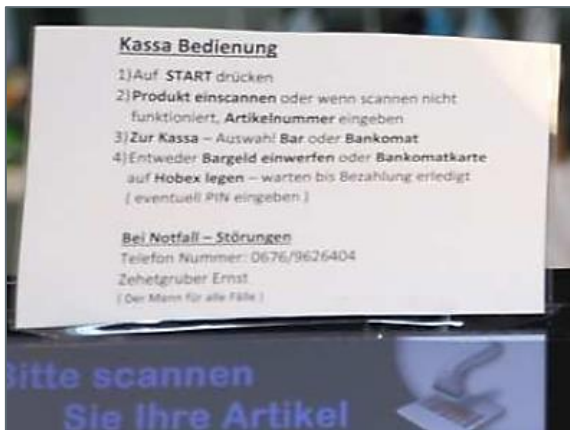 Kassa Bedienung
1)Auf START drücken
2)Produkt einscannen oder wenn scannen nicht
funktioniert, Artikelnummer eingeben
3)Zur Kassa – Auswahl Bar oder Bankomat
4)Entweder Bargeld einwerfen oder Bankomatkarte
auf Hobex legen – warten bis Bezahlung erledigt
( eventuell PIN eingeben )
Bei Notfall – Störungen
Telefon Nummer: 0676/9626404
Zehetgruber Ernst
( Der Mann für alle Fälle )
Bitte scannen
Sie Ihre Artikel